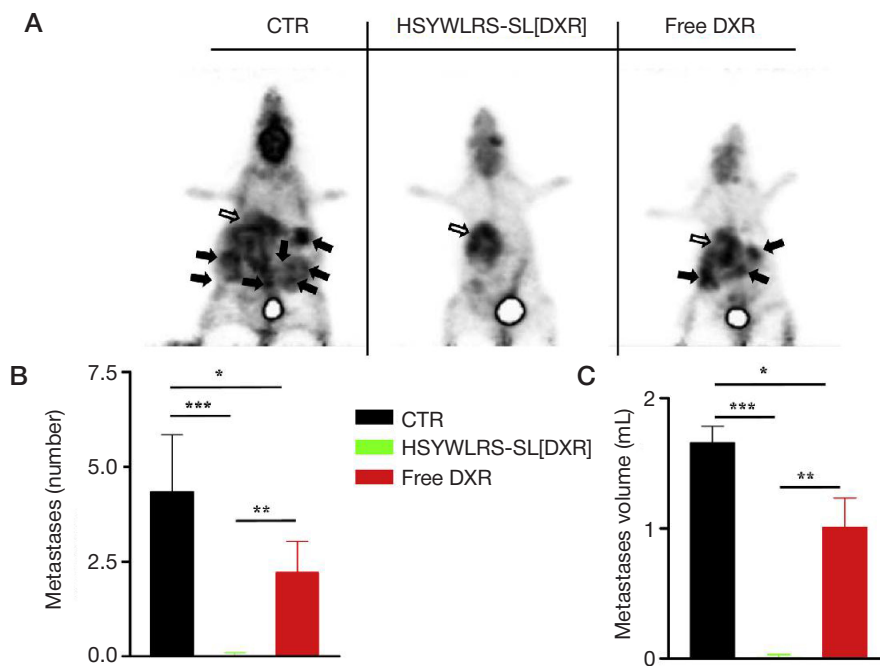 A
CTR
HSYWLRS-SL[DXR]
Free DXR
B
Metastases (number)
7.5
5.0
2.5
0.0
*
***
**
CTR
HSYWLRS-SL[DXR]
Free DXR
C
Metastases volume (mL)
2
1
0
*
***
**